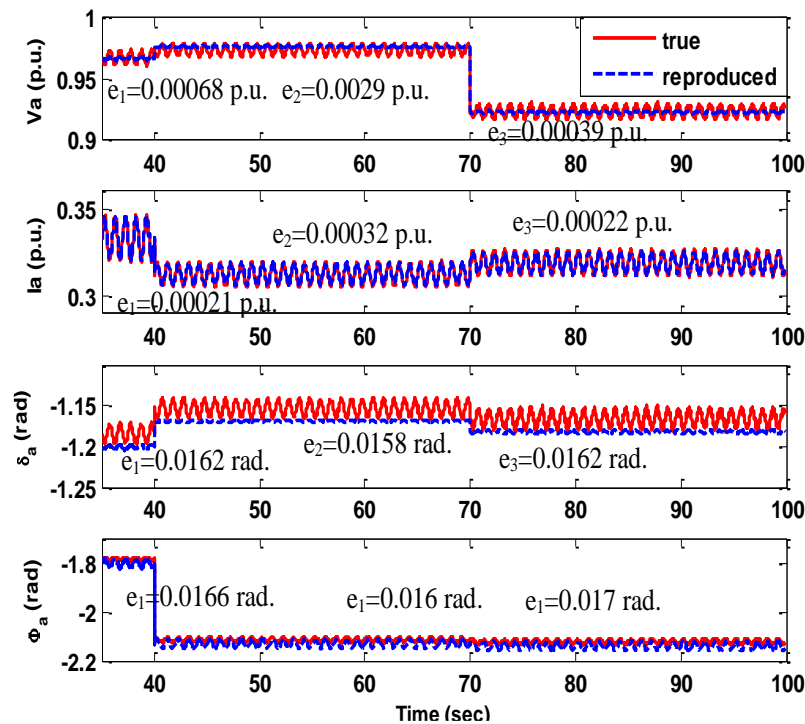 1
true
reproduced
Va (p.u.)
0.95
e1=0.00068 p.u. e2=0.0029 p.u.
e3=0.00039 p.u.
0.9
40 50 60 70 80 90 100
0.35
Ia (p.u.)
e2=0.00032 p.u. e3=0.00022 p.u.
0.3
e1=0.00021 p.u.
40 50 60 70 80 90 100
-1.15
δa (rad)
-1.2
e1=0.0162 rad. e2=0.0158 rad. e3=0.0162 rad.
-1.25
40 50 60 70 80 90 100
-1.8
Φa (rad)
e1=0.0166 rad. e1=0.016 rad. e1=0.017 rad.
-2
-2.2
40 50 60 70 80 90 100
Time (sec)